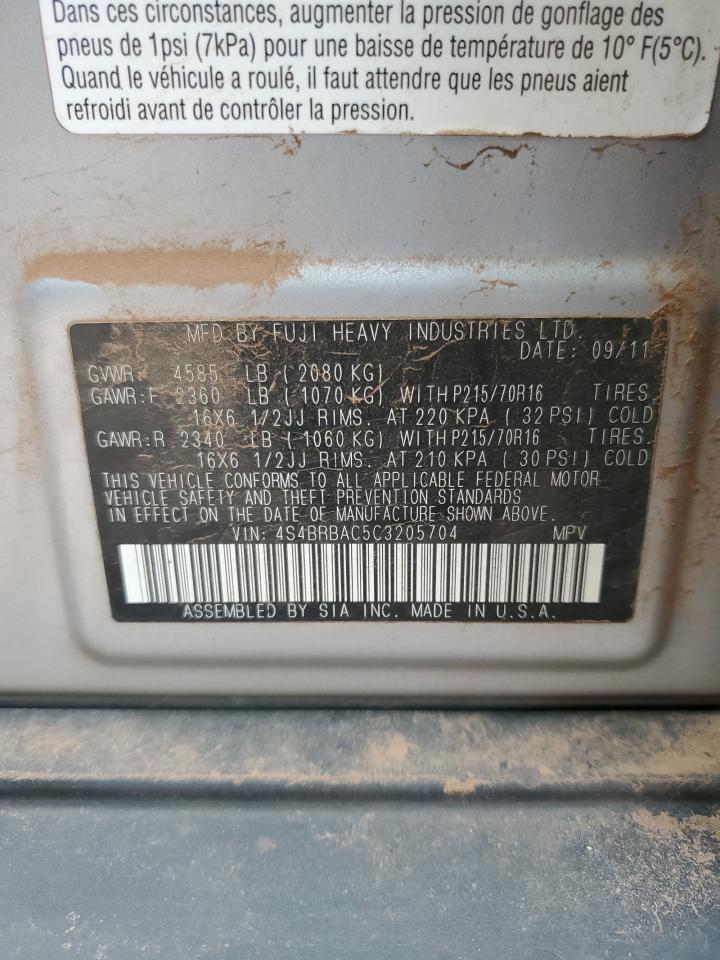 Dans ces circonstances, augmenter la pression de gonflage des
pneus de 1psi (7kPa) pour une baisse de température de 10° F(5°C).
Quand le véhicule a roulé, il faut attendre que les pneus aient
refroidi avant de contrôler la pression.
MFD BY FUJI HEAVY INDUSTRIES LTD.
DATE: 09/11
GVWR: 4585 LB ( 2080 KG)
GAWR:F 2360 LB ( 1070 KG) WITH P215/70R16 TIRES
16X6 1/2JJ RIMS. AT 220 KPA ( 32 PSI) COLD
GAWR:R 2340 LB ( 1060 KG) WITH P215/70R16 TIRES.
16X6 1/2JJ RIMS. AT 210 KPA ( 30 PSI) COLD
THIS VEHICLE CONFORMS TO ALL APPLICABLE FEDERAL MOTOR
VEHICLE SAFETY AND THEFT PREVENTION STANDARDS
IN EFFECT ON THE DATE OF MANUFACTURE SHOWN ABOVE.
VIN: 4S4BRBAC5C3205704 MPV
ASSEMBLED BY SIA INC. MADE IN U.S.A.